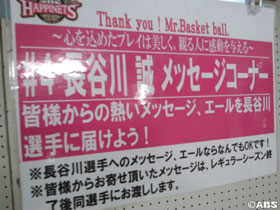 HAPPINETS
Thank you! Mr.Basket ball.
～心を込めたプレイは美しく、観る人に感動を与える～
#4 長谷川 誠 メッセージコーナー
皆様からの熱いメッセージ、エールを長谷川
選手に届けよう！
※長谷川選手へのメッセージ、エールならなんでもOKです！
※皆様からお寄せ頂いたメッセージは、レギュラーシーズン終
了後同選手にお渡しします。
©ABS